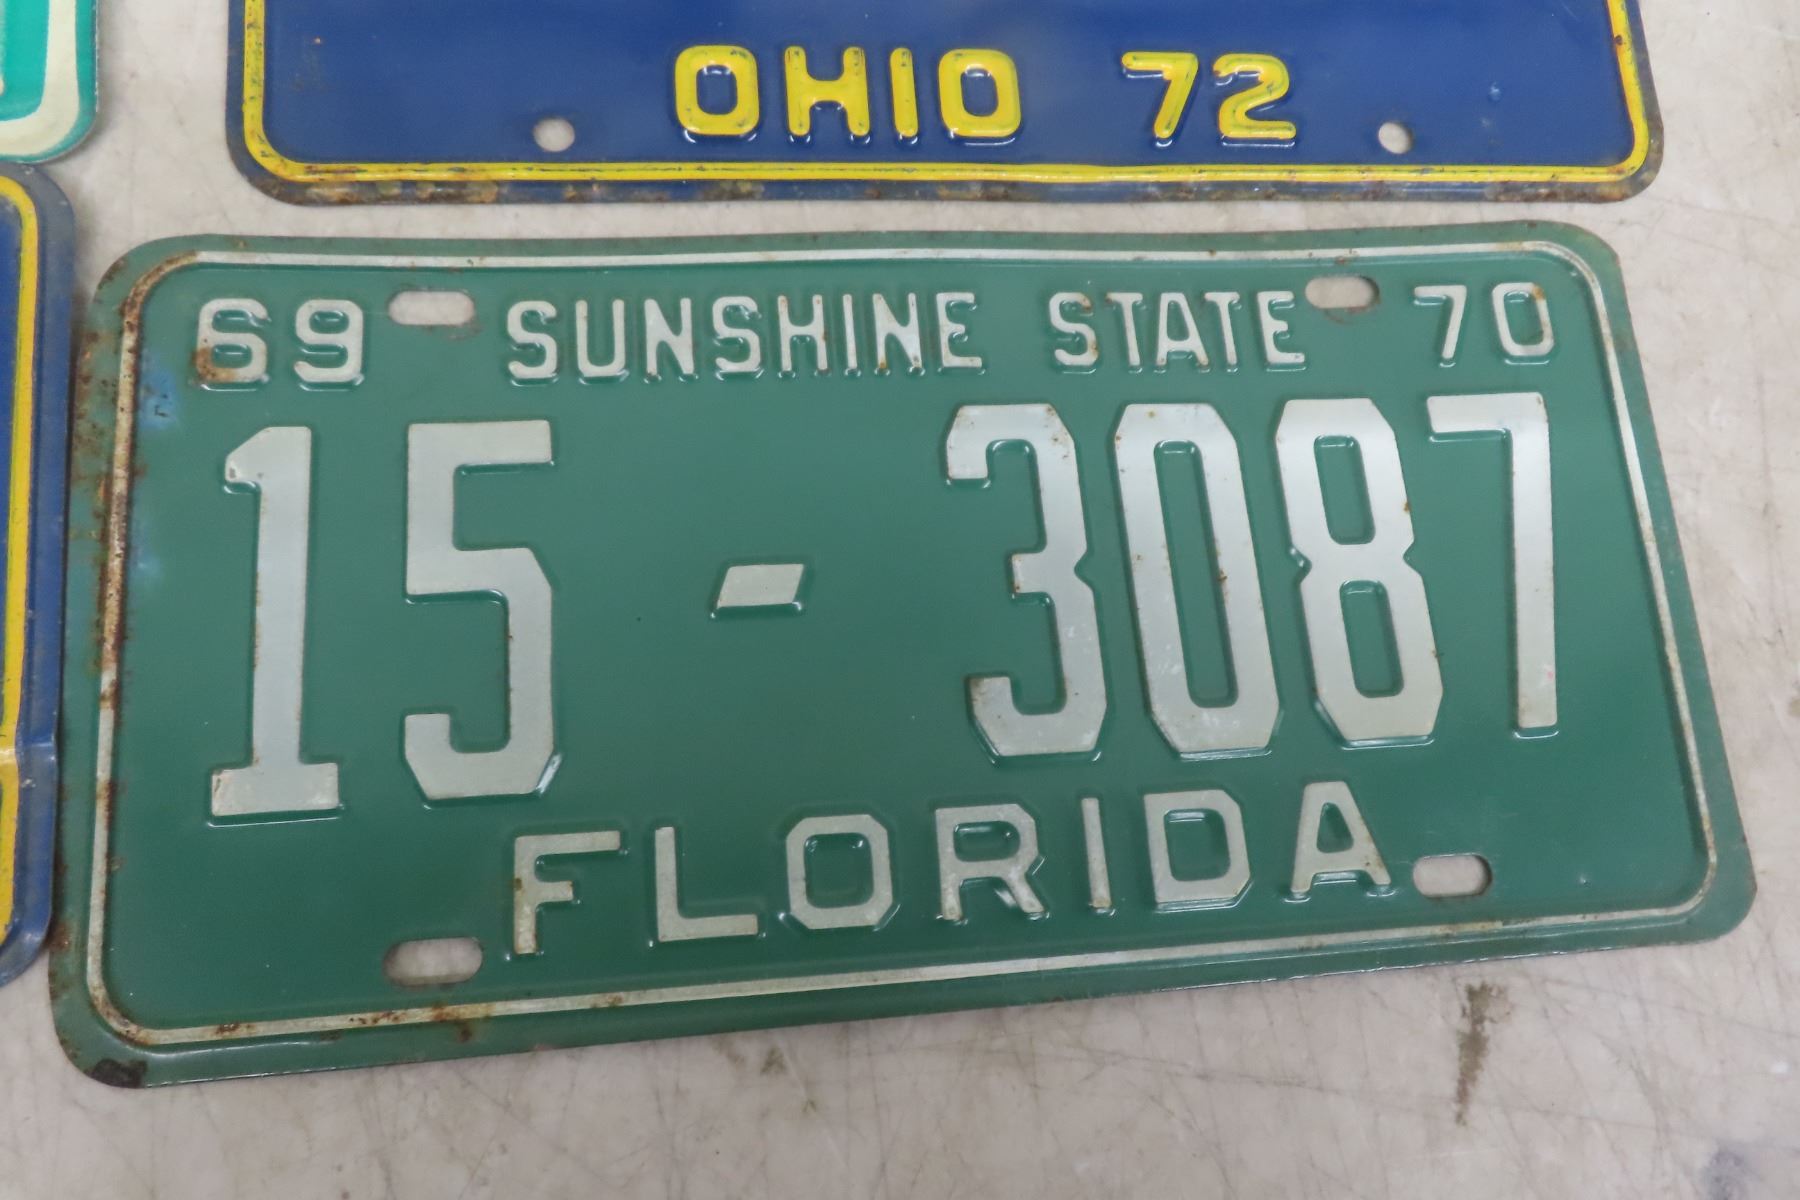 OHIO 72
69 SUNSHINE STATE 70
15-3087
FLORIDA